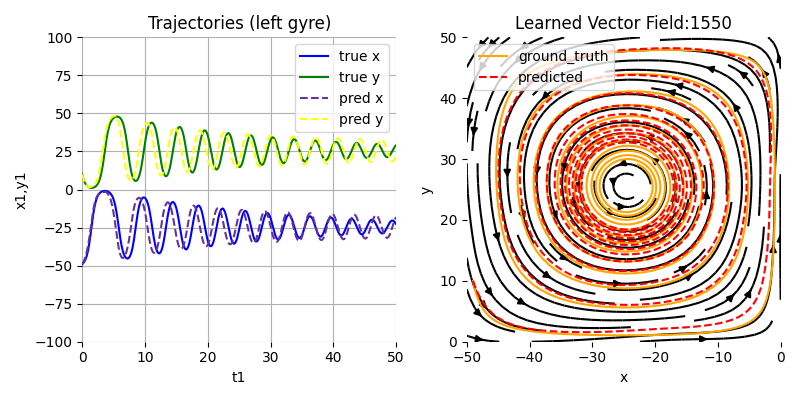 Trajectories (left gyre)
100
75
50
25
0
−25
−50
−75
−100
x1,y1
0 10 20 30 40 50
t1
true x
true y
pred x
pred y
Learned Vector Field:1550
50
40
30
20
10
0
y
−50 −40 −30 −20 −10 0
x
ground_truth
predicted